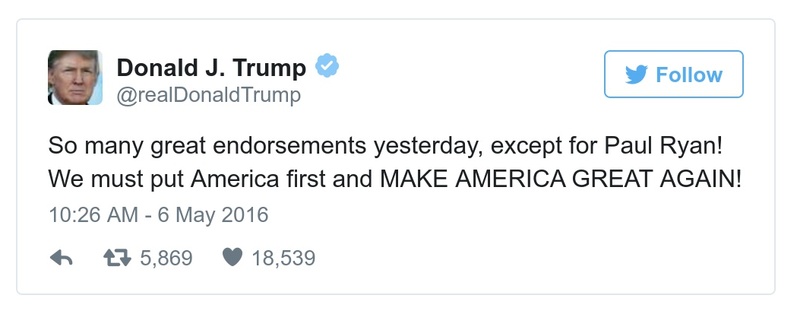 Donald J. Trump
@realDonaldTrump
Follow
So many great endorsements yesterday, except for Paul Ryan!
We must put America first and MAKE AMERICA GREAT AGAIN!
10:26 AM - 6 May 2016
5,869 18,539